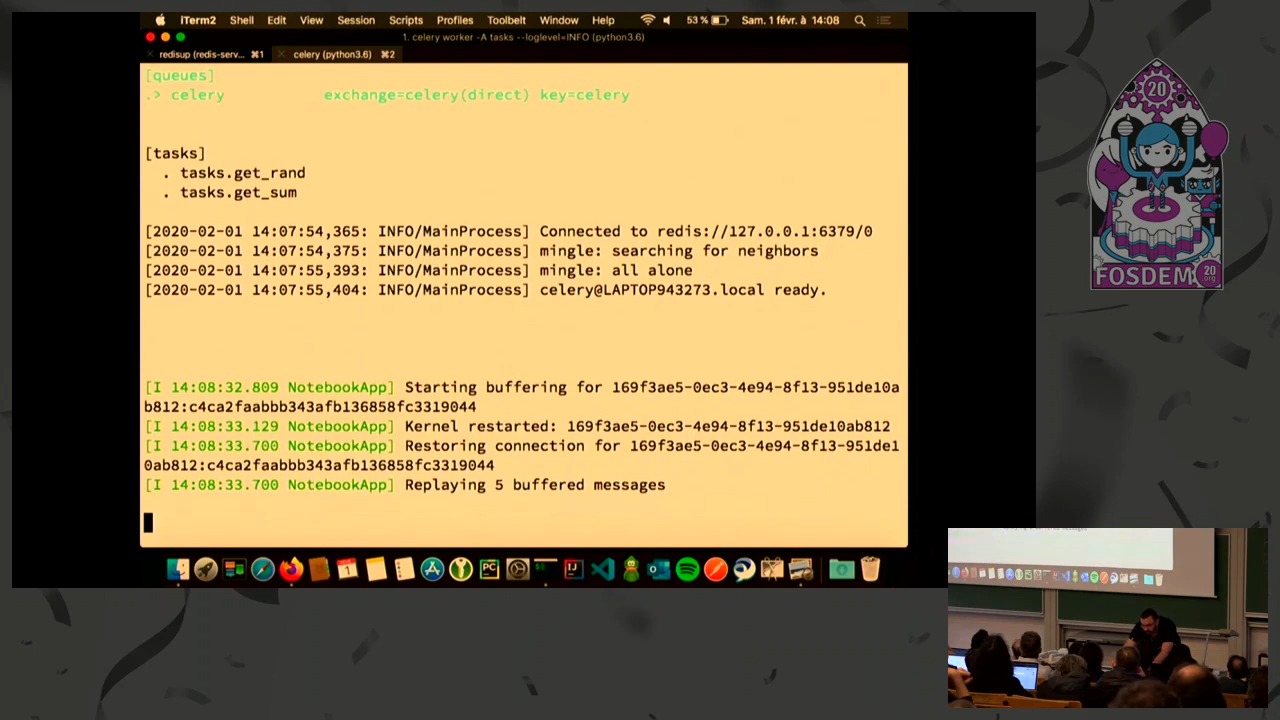 iTerm2 Shell Edit View Session Scripts Profiles Toolbelt Window Help 53 % Sam. 1 févr. à 14:08
1. celery worker -A tasks --loglevel=INFO (python3.6)
redisup (redis-serv... ⌘1 celery (python3.6) ⌘2
[queues]
.> celery exchange=celery(direct) key=celery
[tasks]
. tasks.get_rand
. tasks.get_sum
[2020-02-01 14:07:54,365: INFO/MainProcess] Connected to redis://127.0.0.1:6379/0
[2020-02-01 14:07:54,375: INFO/MainProcess] mingle: searching for neighbors
[2020-02-01 14:07:55,393: INFO/MainProcess] mingle: all alone
[2020-02-01 14:07:55,404: INFO/MainProcess] celery@LAPTOP943273.local ready.
[I 14:08:32.809 NotebookApp] Starting buffering for 169f3ae5-0ec3-4e94-8f13-951de10a
b812:c4ca2faabbb343afb136858fc3319044
[I 14:08:33.129 NotebookApp] Kernel restarted: 169f3ae5-0ec3-4e94-8f13-951de10ab812
[I 14:08:33.700 NotebookApp] Restoring connection for 169f3ae5-0ec3-4e94-8f13-951de1
0ab812:c4ca2faabbb343afb136858fc3319044
[I 14:08:33.700 NotebookApp] Replaying 5 buffered messages
PC
IJ
20
FOSDEM 20
.org